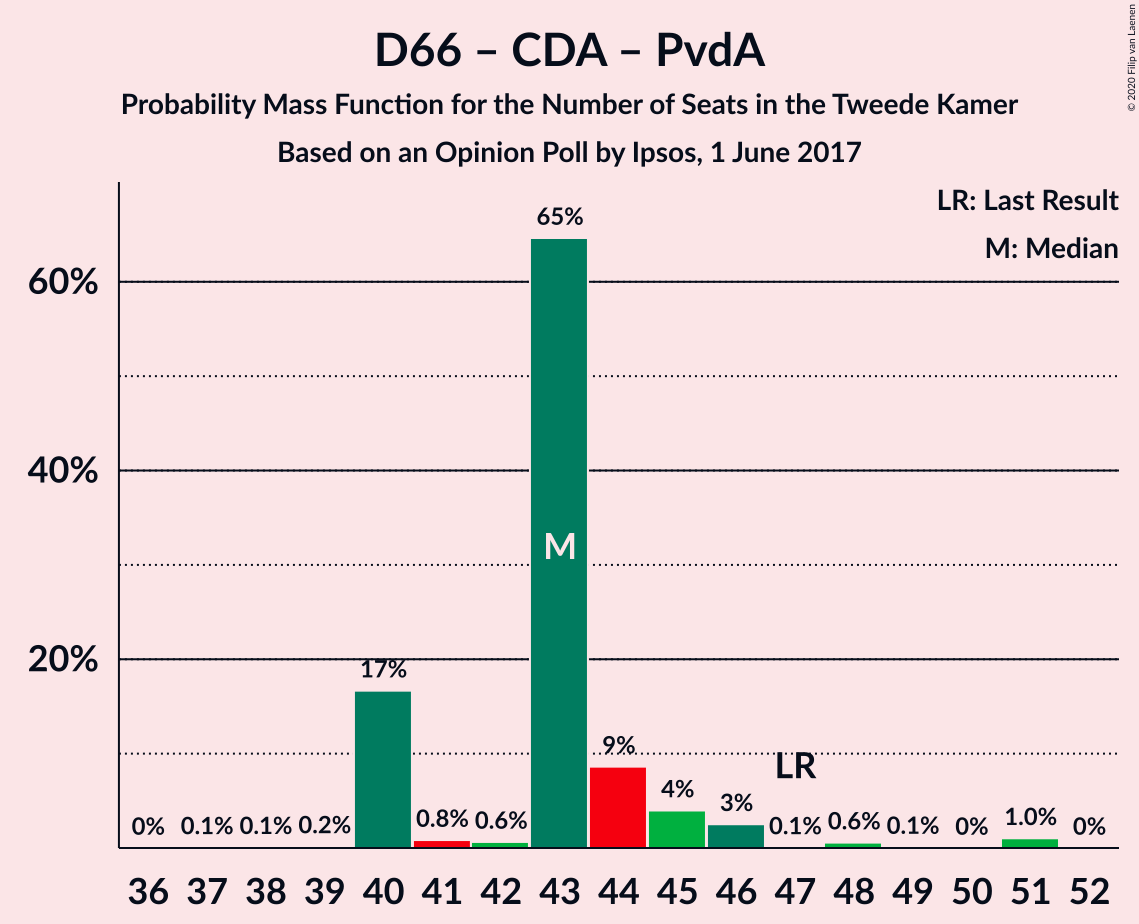 D66 – CDA – PvdA
Probability Mass Function for the Number of Seats in the Tweede Kamer
Based on an Opinion Poll by Ipsos, 1 June 2017
© 2020 Filip van Laenen
LR: Last Result
M: Median
60%
40%
20%
0%
0.1%
0.1%
0.2%
17%
0.8%
0.6%
65%
M
9%
4%
3%
LR
0.1%
0.6%
0.1%
0%
1.0%
0%
36 37 38 39 40 41 42 43 44 45 46 47 48 49 50 51 52